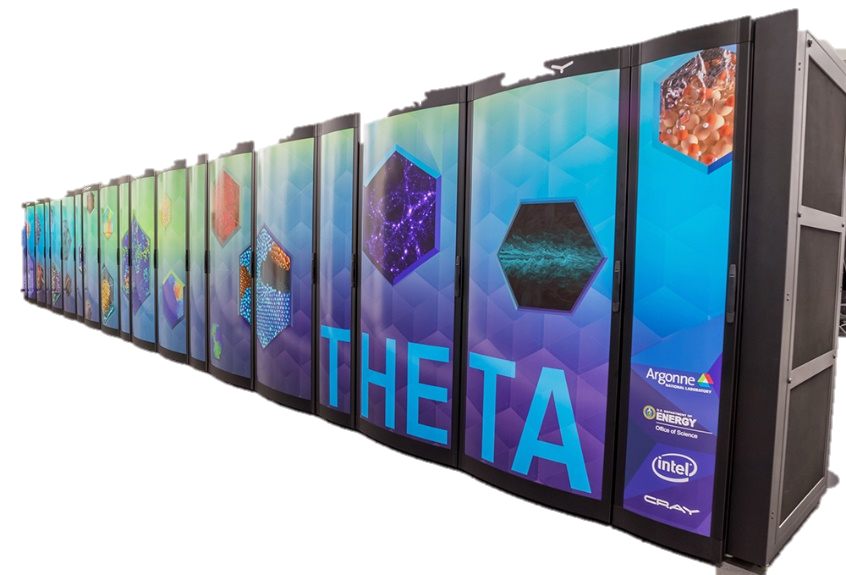 THETA
Argonne
NATIONAL LABORATORY
U.S. DEPARTMENT OF
ENERGY
Office of Science
intel
CRAY